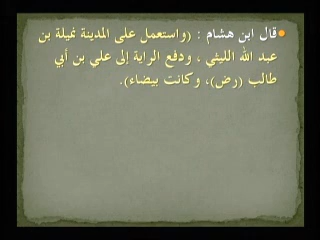 قال ابن هشام : (واستعمل على المدينة نميلة بن
عبد الله الليثي ، ودفع الراية إلى علي بن أبي
طالب (رض)، وكانت بيضاء).